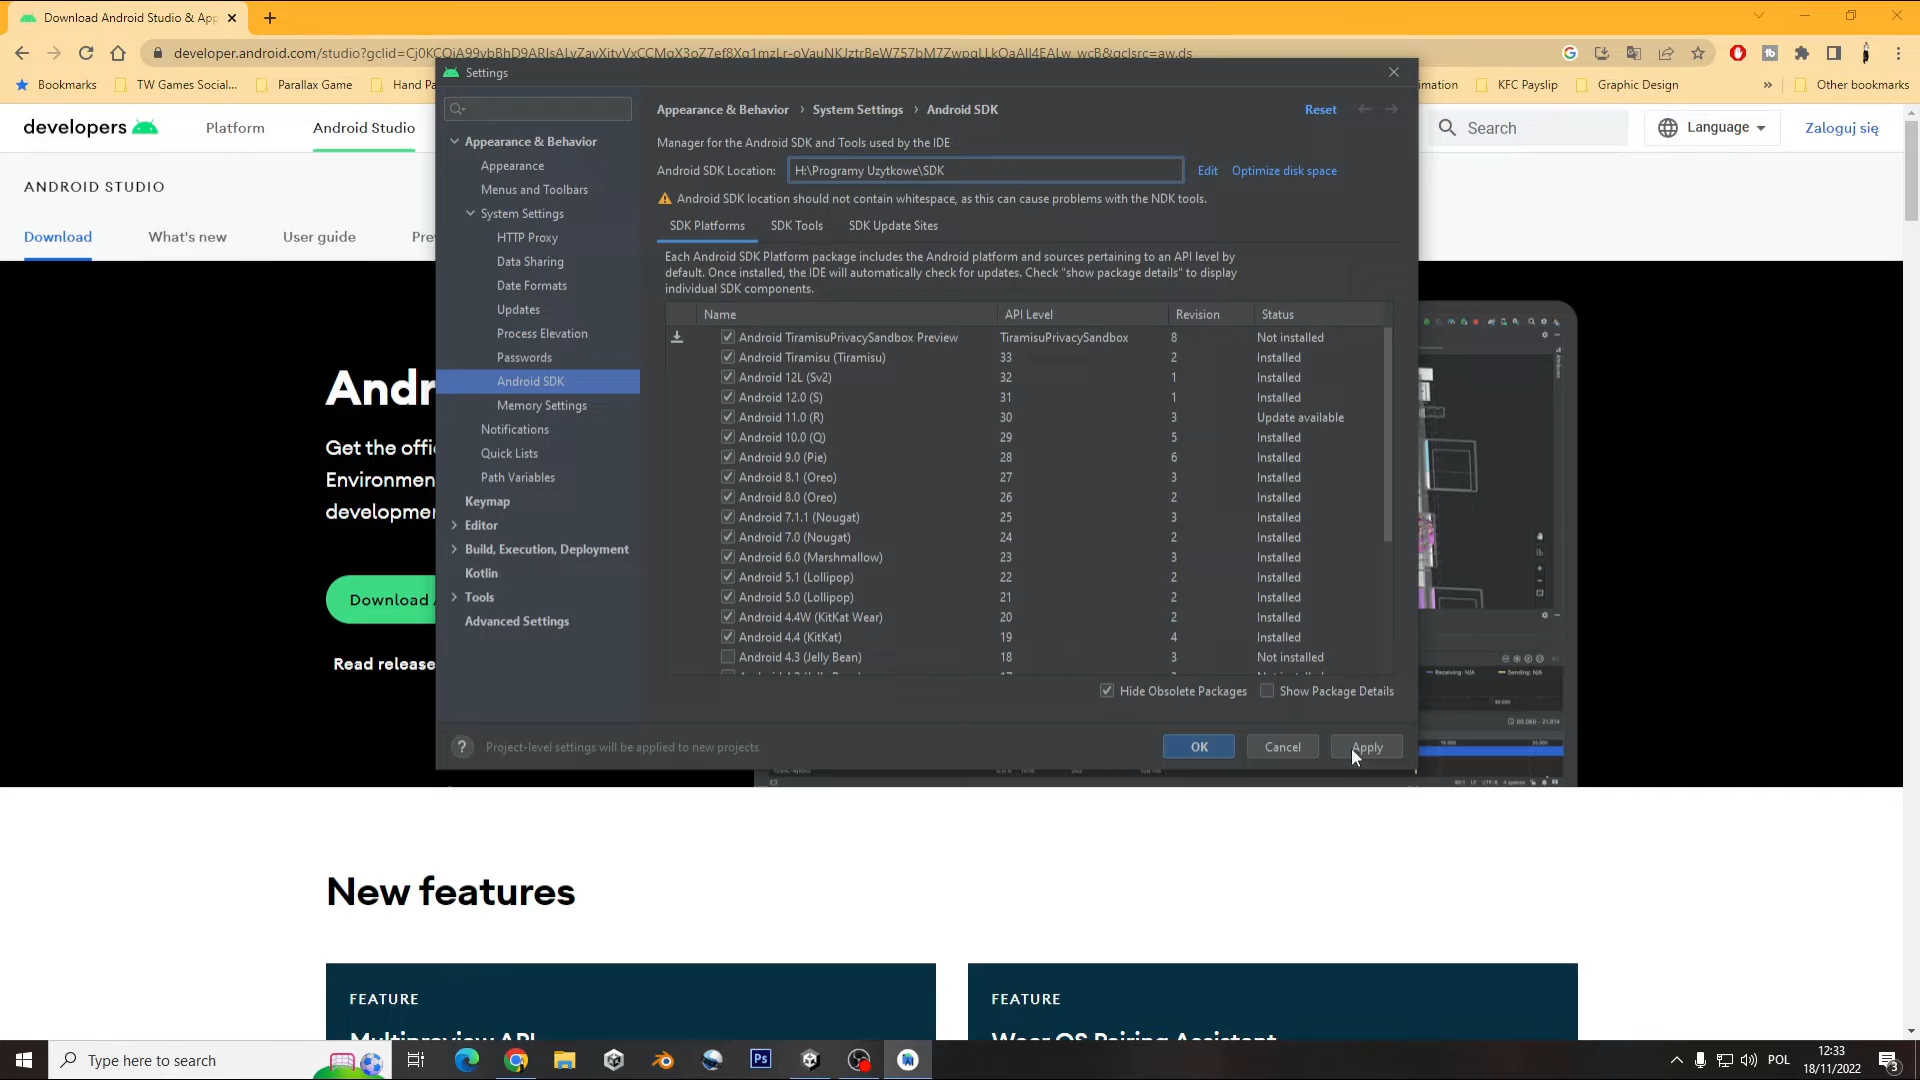 Download Android Studio & App
developer.android.com/studio?gclid=
Bookmarks
TW Games Social...
Parallax Game
Hand Pa
imation
KFC Payslip
Graphic Design
»
Other bookmarks
developers
Platform
Android Studio
Search
Language
Zaloguj się
ANDROID STUDIO
Download
What's new
User guide
Pre
Andr
Get the offi
Environmen
developmen
Download
Read release
Settings
Appearance & Behavior
Appearance
Menus and Toolbars
System Settings
HTTP Proxy
Data Sharing
Date Formats
Updates
Process Elevation
Passwords
Android SDK
Memory Settings
Notifications
Quick Lists
Path Variables
Keymap
Editor
Build, Execution, Deployment
Kotlin
Tools
Advanced Settings
Appearance & Behavior › System Settings › Android SDK
Reset
Manager for the Android SDK and Tools used by the IDE
Android SDK Location: H:\Programy Uzytkowe\SDK Edit Optimize disk space
Android SDK location should not contain whitespace, as this can cause problems with the NDK tools.
SDK Platforms SDK Tools SDK Update Sites
Each Android SDK Platform package includes the Android platform and sources pertaining to an API level by
default. Once installed, the IDE will automatically check for updates. Check "show package details" to display
individual SDK components.
Name API Level Revision Status
Android TiramisuPrivacySandbox Preview TiramisuPrivacySandbox 8 Not installed
Android Tiramisu (Tiramisu) 33 2 Installed
Android 12L (Sv2) 32 1 Installed
Android 12.0 (S) 31 1 Installed
Android 11.0 (R) 30 3 Update available
Android 10.0 (Q) 29 5 Installed
Android 9.0 (Pie) 28 6 Installed
Android 8.1 (Oreo) 27 3 Installed
Android 8.0 (Oreo) 26 2 Installed
Android 7.1.1 (Nougat) 25 3 Installed
Android 7.0 (Nougat) 24 2 Installed
Android 6.0 (Marshmallow) 23 3 Installed
Android 5.1 (Lollipop) 22 2 Installed
Android 5.0 (Lollipop) 21 2 Installed
Android 4.4W (KitKat Wear) 20 2 Installed
Android 4.4 (KitKat) 19 4 Installed
Android 4.3 (Jelly Bean) 18 3 Not installed
Hide Obsolete Packages Show Package Details
? Project-level settings will be applied to new projects
OK Cancel Apply
New features
FEATURE
Multipreview API
FEATURE
Wear OS Pairing Assistant
Type here to search
Ps
POL
12:33
18/11/2022
3